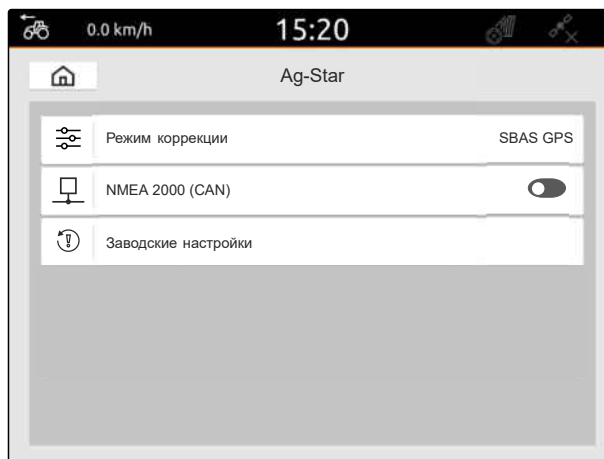 0.0 km/h 15:20
Ag-Star
Режим коррекции SBAS GPS
NMEA 2000 (CAN)
Заводские настройки